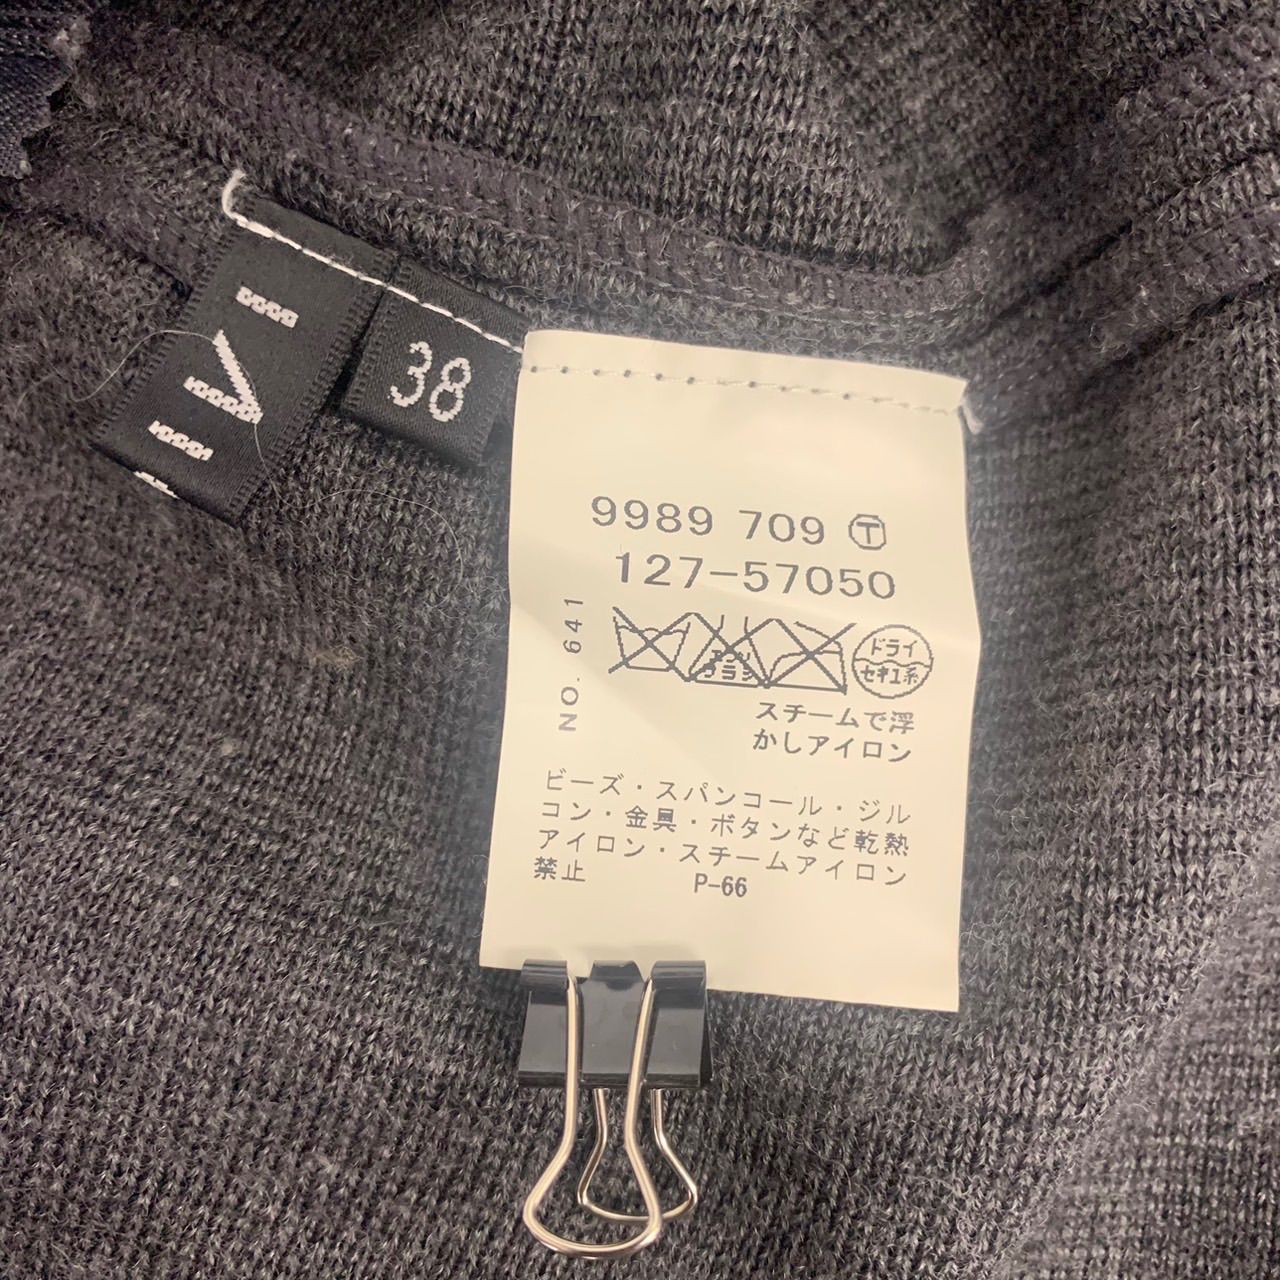 38
9989 709 Ⓣ
127-57050
NO. 641
ドライ
セキユ系
スチームで浮
かしアイロン
ビーズ・スパンコール・ジル
コン・金具・ボタンなど乾熱
アイロン・スチームアイロン
禁止 P-66